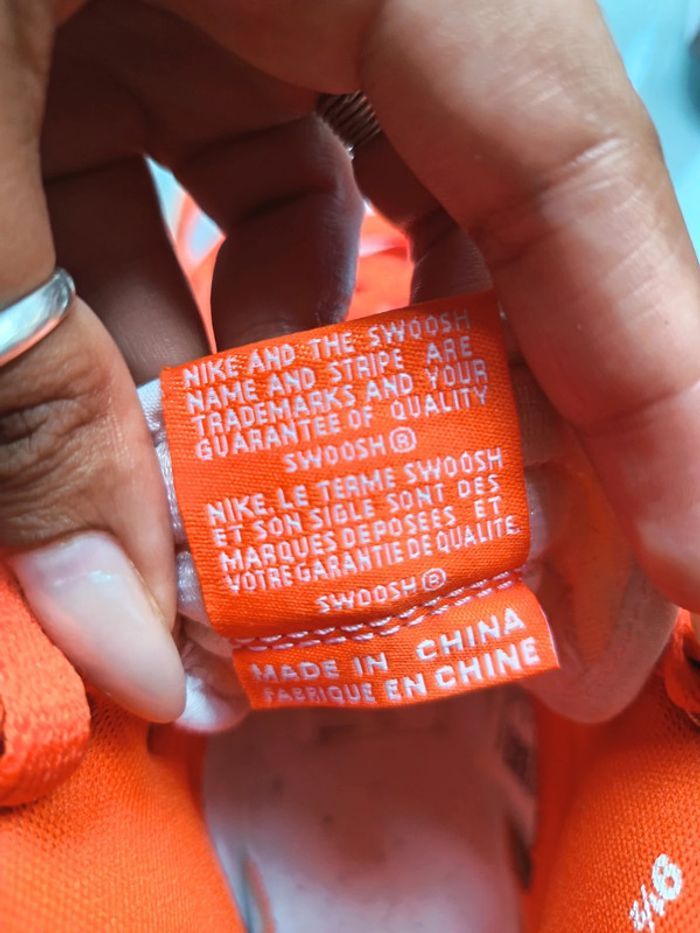 NIKE AND THE SWOOSH
NAME AND STRIPE ARE
TRADEMARKS AND YOUR
GUARANTEE OF QUALITY
SWOOSH®
NIKE, LE TERME SWOOSH
ET SON SIGLE SONT DES
MARQUES DEPOSEES ET
VOTRE GARANTIE DE QUALITE.
SWOOSH®
MADE IN CHINA
FABRIQUE EN CHINE